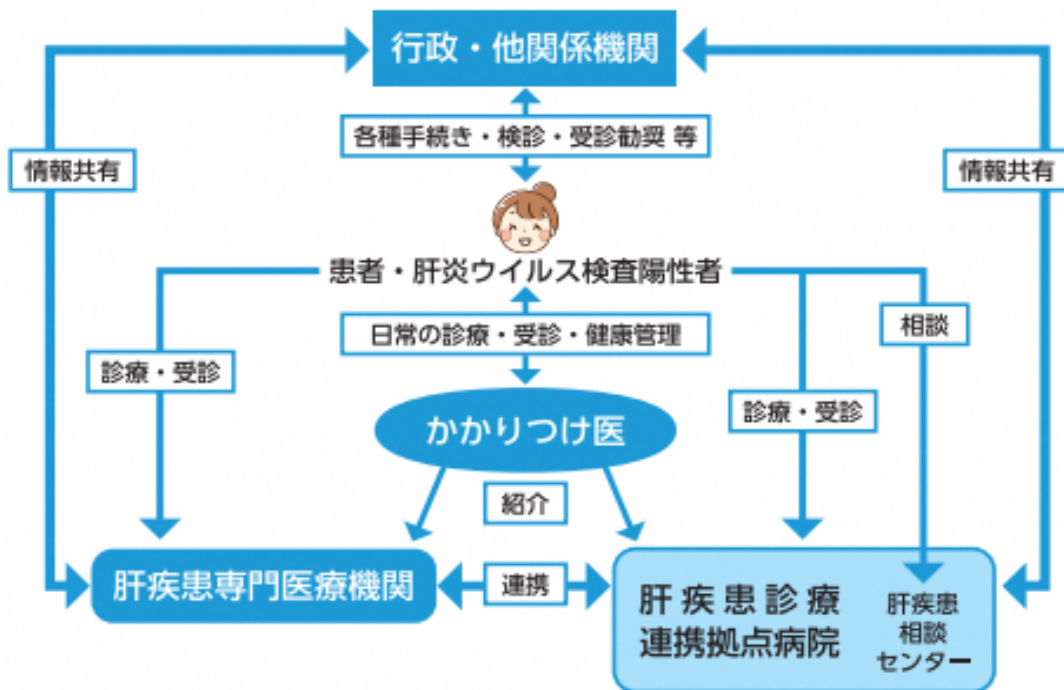 行政・他関係機関
各種手続き・検診・受診勧奨 等
情報共有
情報共有
患者・肝炎ウイルス検査陽性者
日常の診療・受診・健康管理
相談
診療・受診
診療・受診
かかりつけ医
紹介
肝疾患専門医療機関
連携
肝疾患診療
連携拠点病院
肝疾患
相談
センター